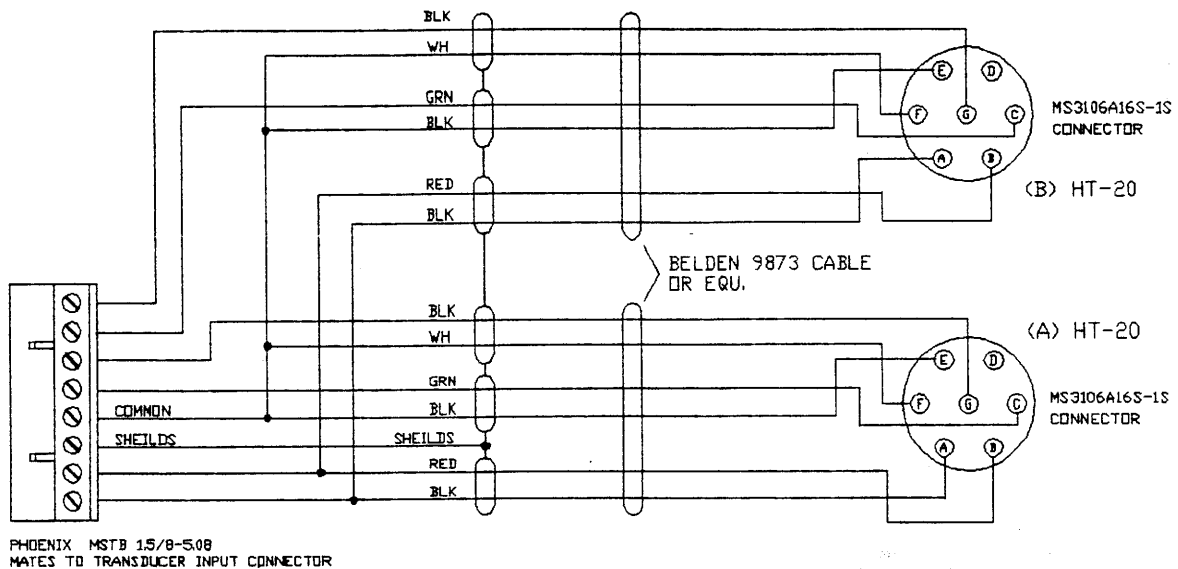 BLK
WH
GRN
BLK
RED
BLK
E
D
F
G
C
A
B
MS3106A16S-1S
CONNECTOR
(B) HT-20
BELDEN 9873 CABLE
OR EQU.
BLK
WH
GRN
BLK
COMMON
SHEILDS
SHEILDS
RED
BLK
(A) HT-20
E
D
F
G
C
A
B
MS3106A16S-1S
CONNECTOR
PHOENIX MSTB 1.5/8-5.08
MATES TO TRANSDUCER INPUT CONNECTOR